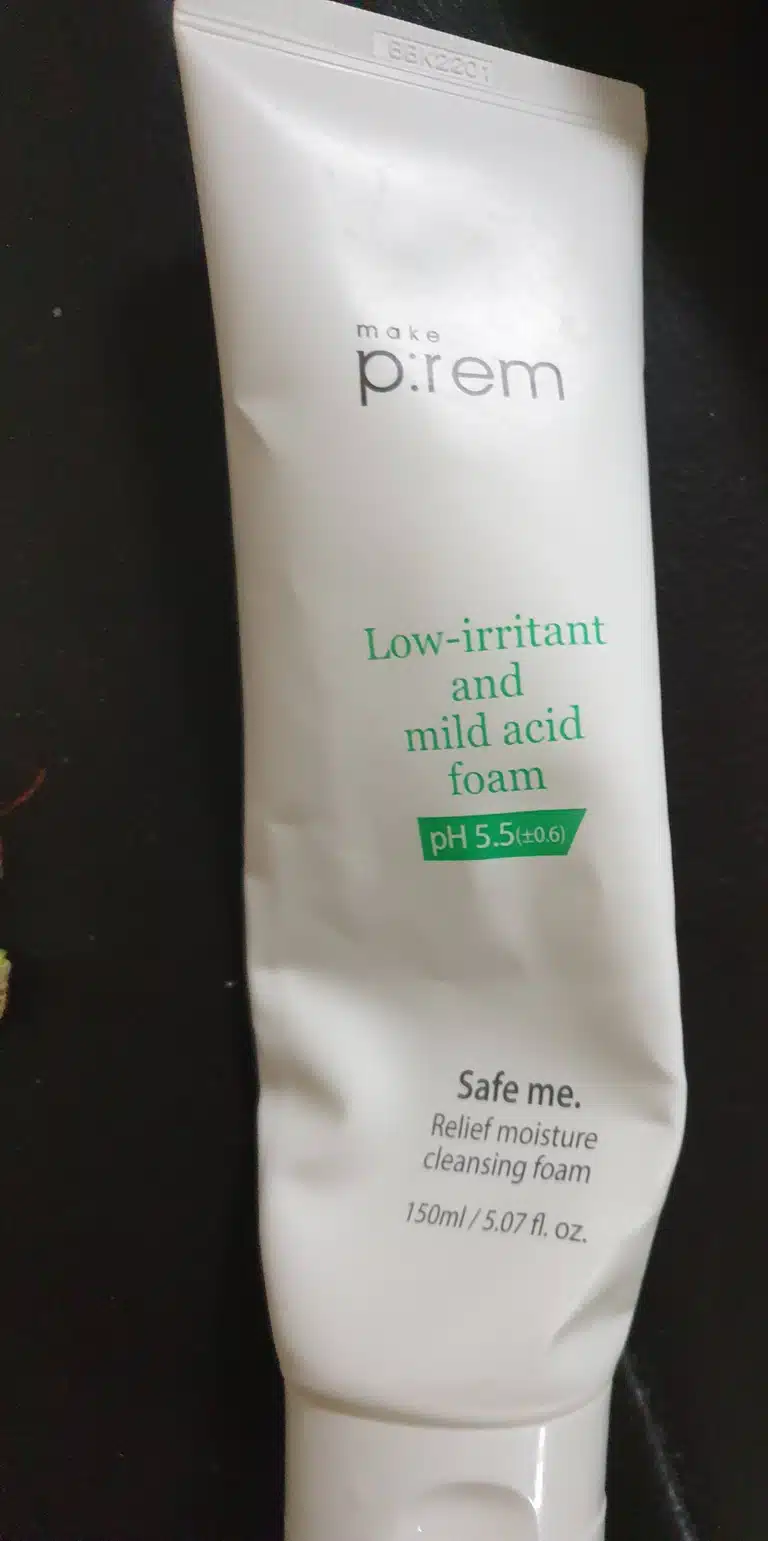 make
p:rem
Low-irritant
and
mild acid
foam
pH 5.5(±0.6)
Safe me.
Relief moisture
cleansing foam
150ml / 5.07 fl. oz.